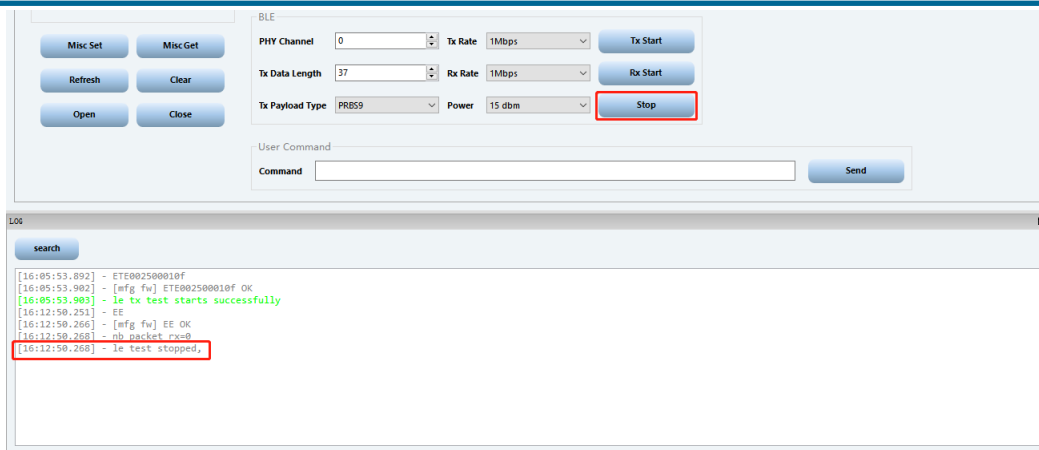 BLE
Misc Set Misc Get PHY Channel 0 Tx Rate 1Mbps Tx Start
Refresh Clear Tx Data Length 37 Rx Rate 1Mbps Rx Start
Open Close Tx Payload Type PRBS9 Power 15 dbm Stop
User Command
Command Send
LOG
search
[16:05:53.892] - ETE002500010f
[16:05:53.902] - [mfg fw] ETE002500010f OK
[16:05:53.903] - le tx test starts successfully
[16:12:50.251] - EE
[16:12:50.266] - [mfg fw] EE OK
[16:12:50.268] - nb packet rx=0
[16:12:50.268] - le test stopped,